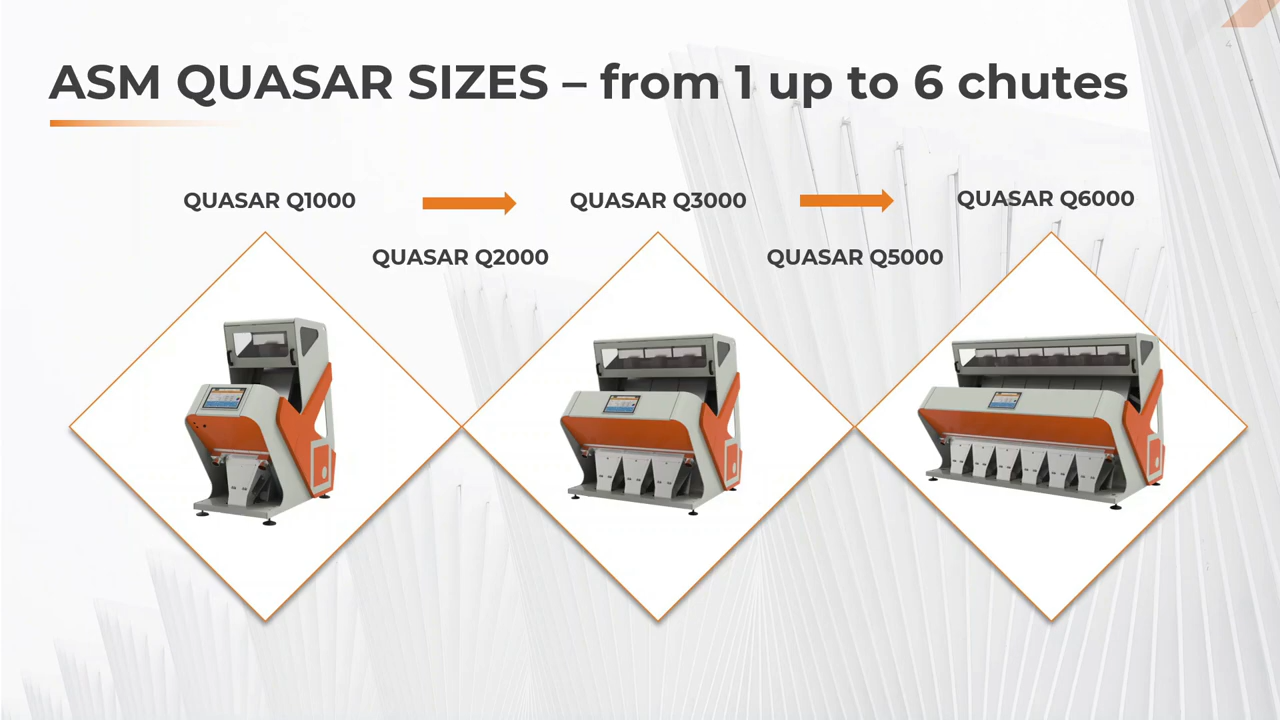 ASM QUASAR SIZES – from 1 up to 6 chutes
QUASAR Q1000
QUASAR Q3000
QUASAR Q6000
QUASAR Q2000
QUASAR Q5000